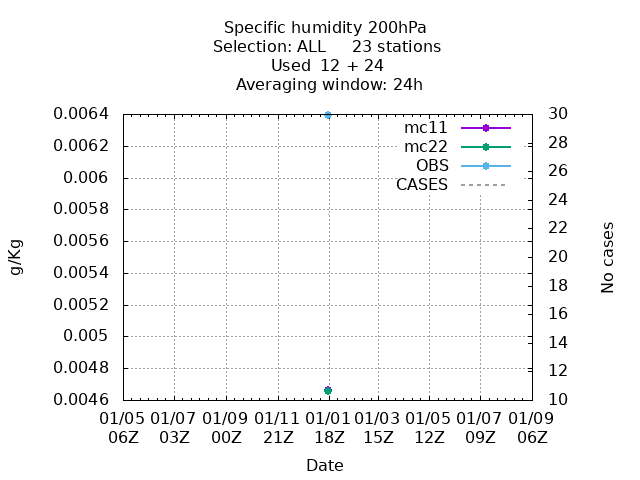 Specific humidity 200hPa
Selection: ALL 23 stations
Used 12 + 24
Averaging window: 24h
0.0064
0.0062
0.006
0.0058
0.0056
0.0054
0.0052
0.005
0.0048
0.0046
g/Kg
mc11
mc22
OBS
CASES
30
28
26
24
22
20
18
16
14
12
10
No cases
01/05 01/07 01/09 01/11 01/01 01/03 01/05 01/07 01/09
06Z 03Z 00Z 21Z 18Z 15Z 12Z 09Z 06Z
Date